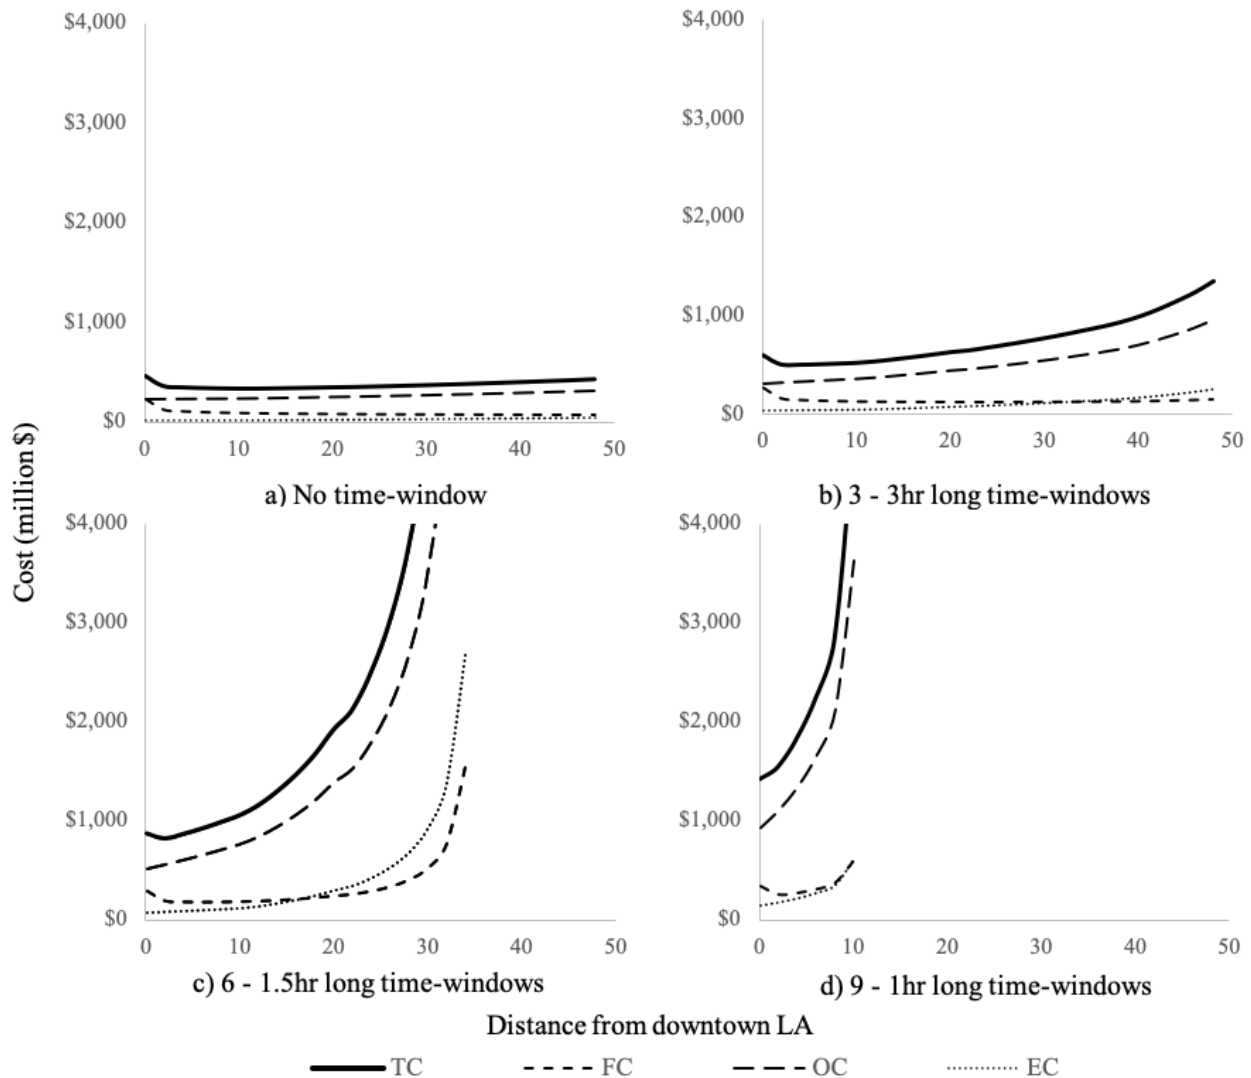 $4,000
$3,000
$2,000
$1,000
$0
0 10 20 30 40 50
a) No time-window
$4,000
$3,000
$2,000
$1,000
$0
0 10 20 30 40 50
b) 3 - 3hr long time-windows
Cost (million $)
$4,000
$3,000
$2,000
$1,000
$0
0 10 20 30 40 50
c) 6 - 1.5hr long time-windows
$4,000
$3,000
$2,000
$1,000
$0
0 10 20 30 40 50
d) 9 - 1hr long time-windows
Distance from downtown LA
TC FC OC EC